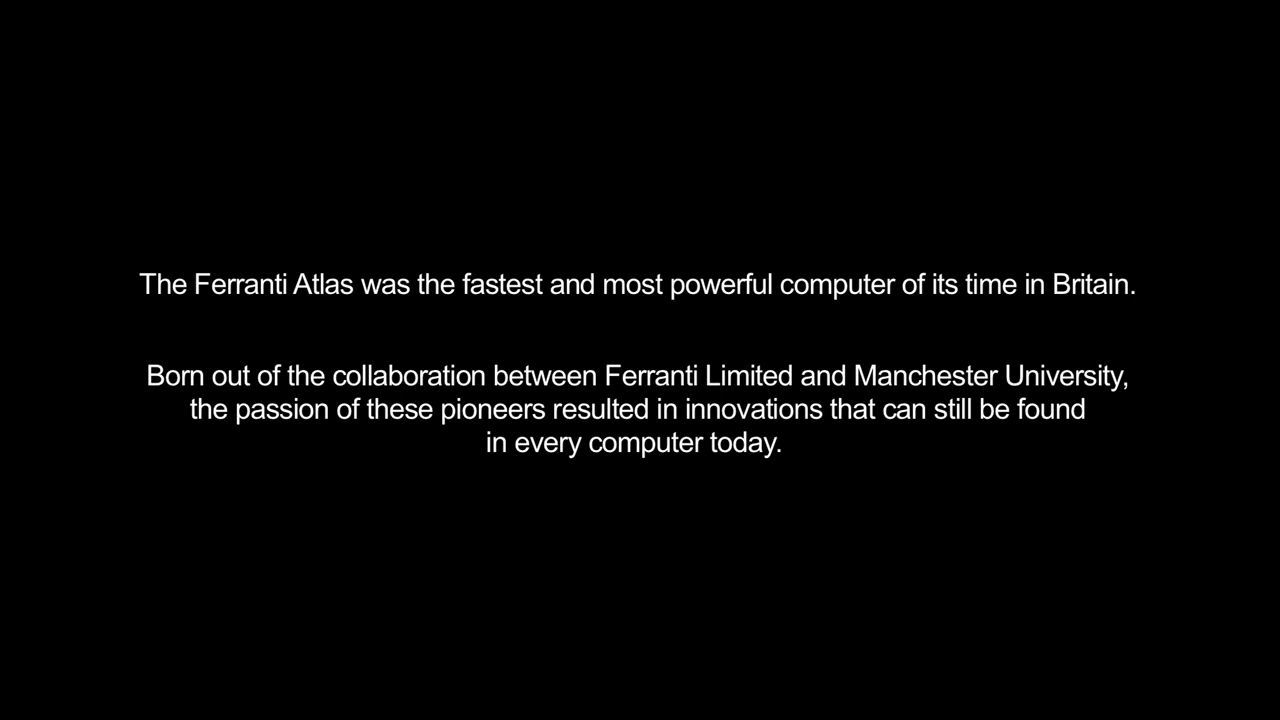 The Ferranti Atlas was the fastest and most powerful computer of its time in Britain.
Born out of the collaboration between Ferranti Limited and Manchester University,
the passion of these pioneers resulted in innovations that can still be found
in every computer today.